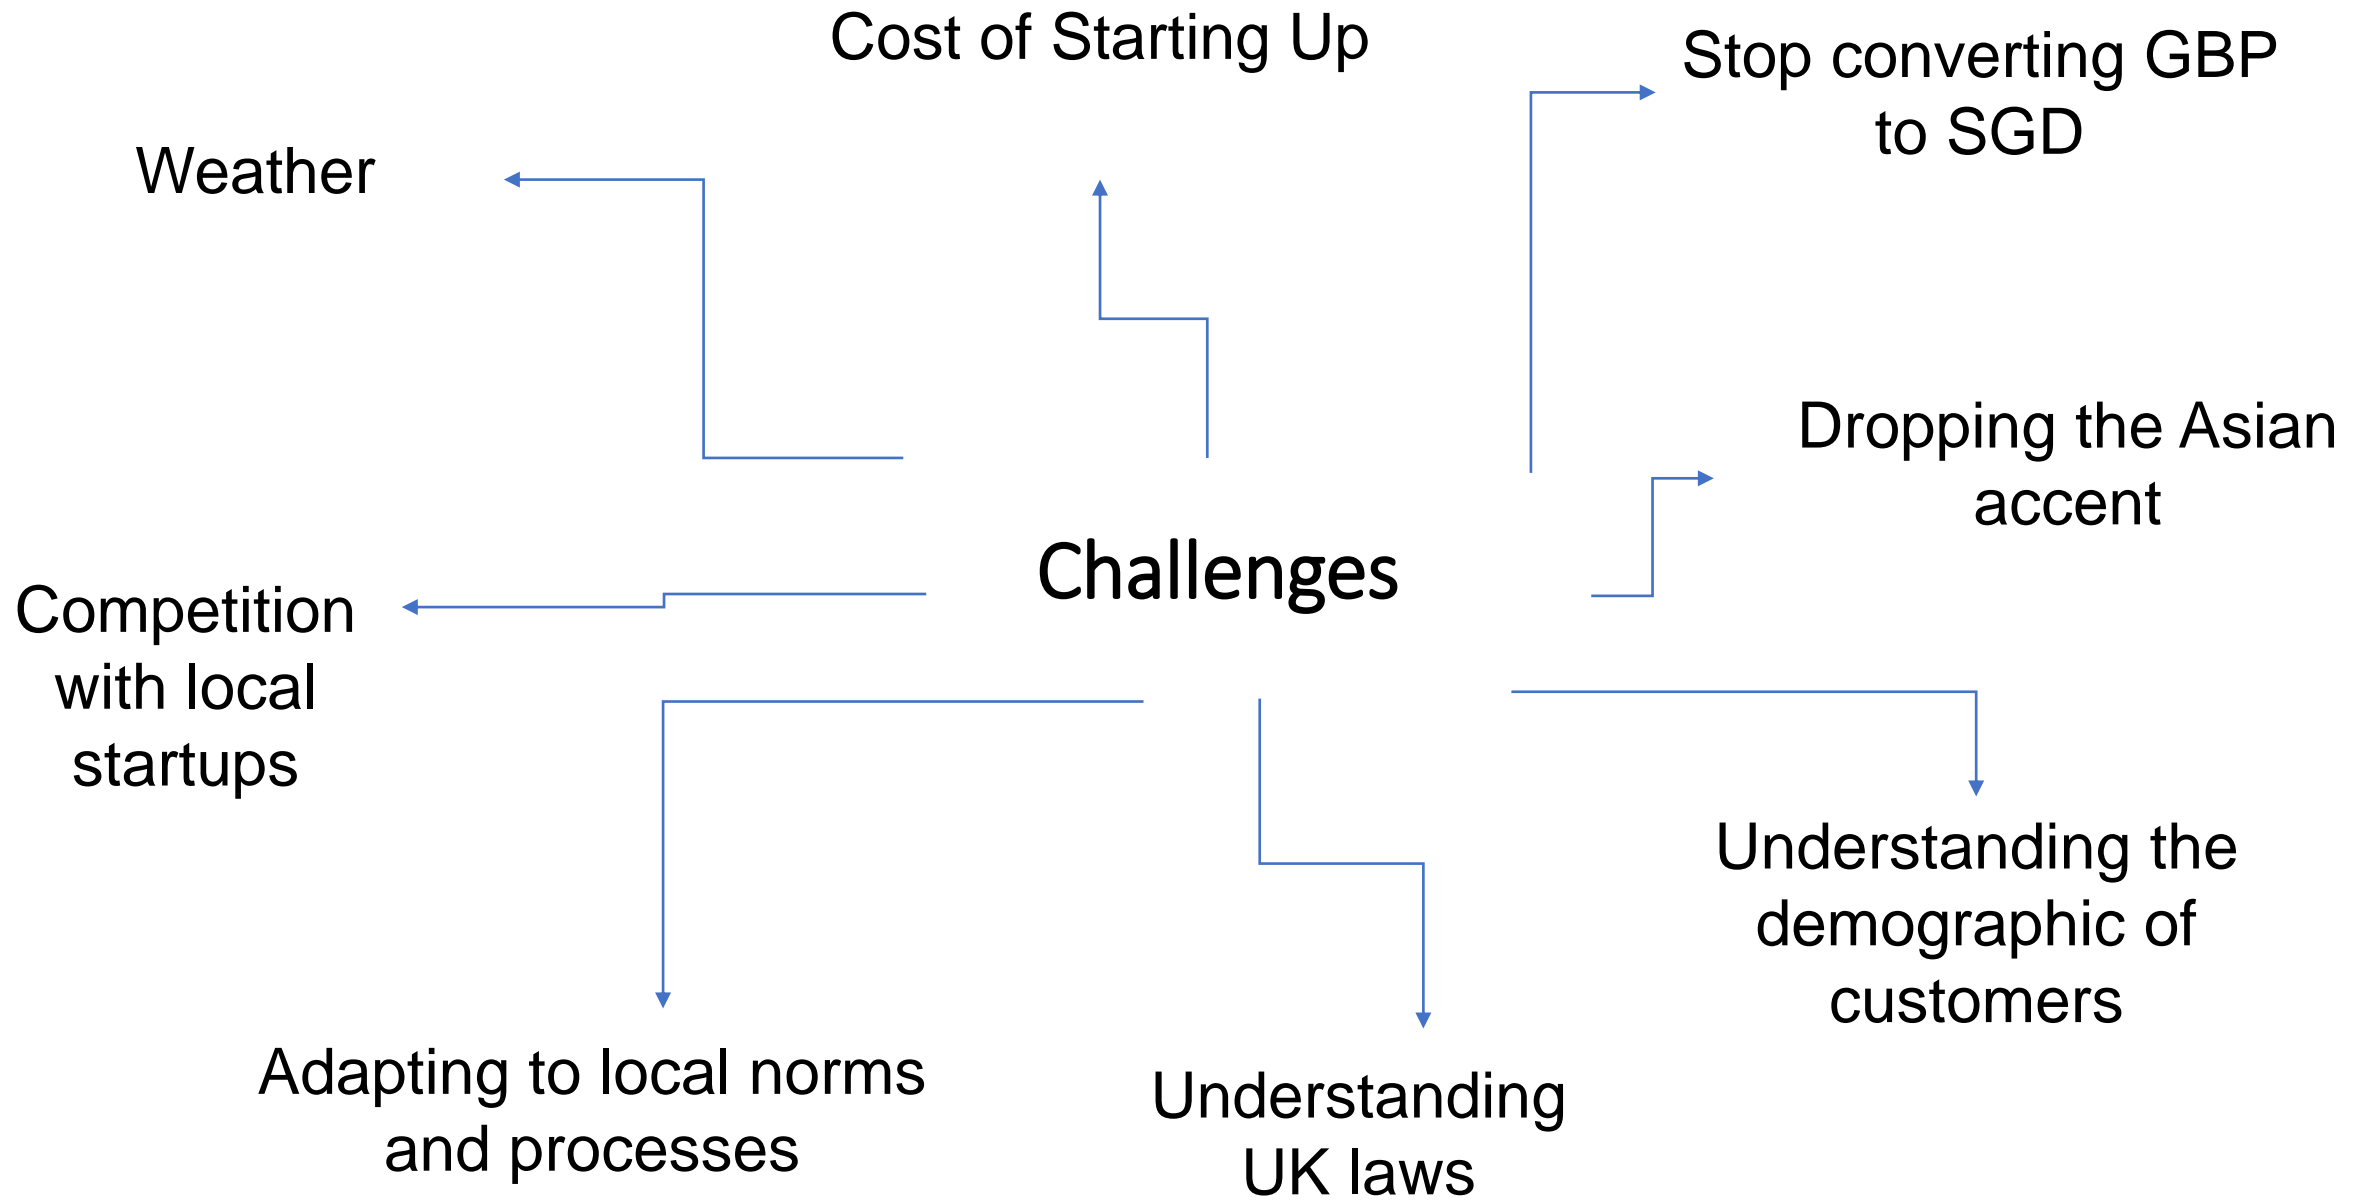 Cost of Starting Up
Stop converting GBP
to SGD
Weather
Dropping the Asian
accent
Challenges
Competition
with local
startups
Understanding the
demographic of
customers
Adapting to local norms
and processes
Understanding
UK laws